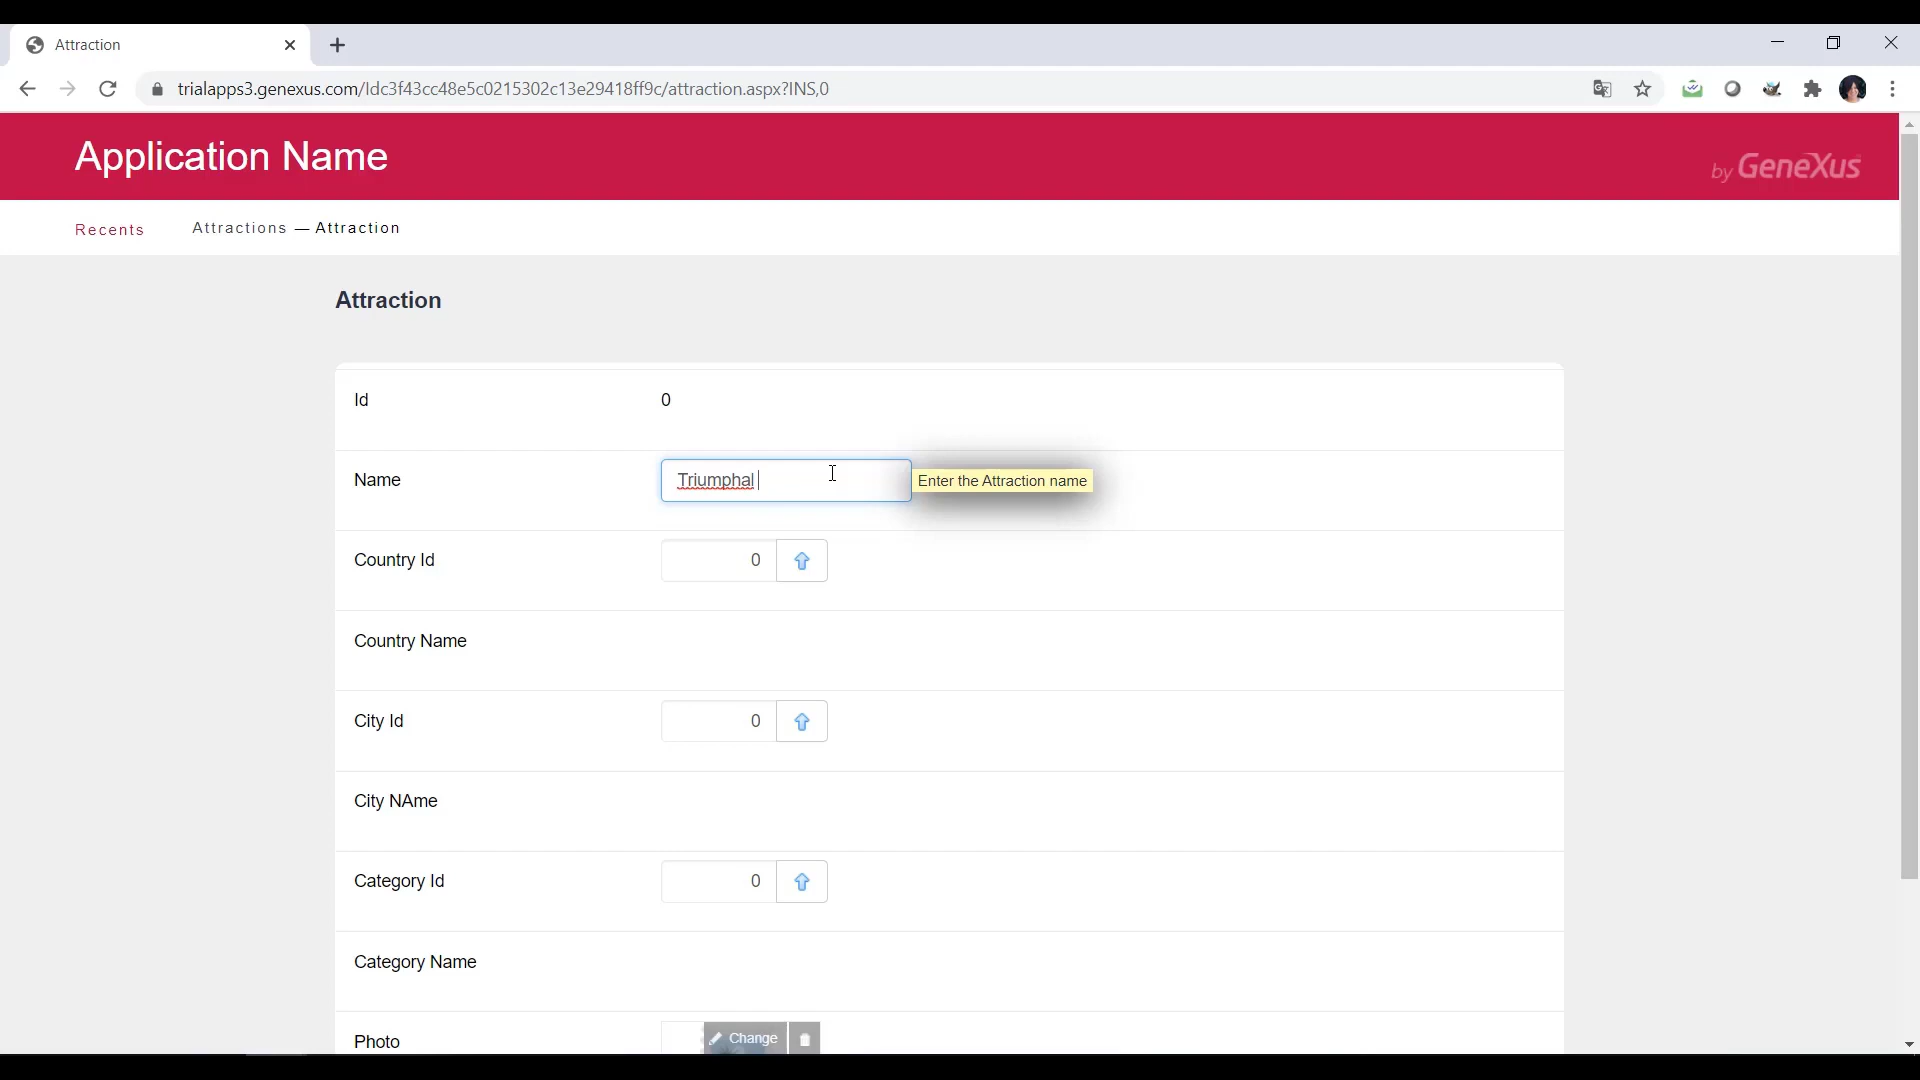 Attraction
trialapps3.genexus.com/Idc3f43cc48e5c0215302c13e29418ff9c/attraction.aspx?INS,0
Application Name
by GeneXus
Recents Attractions — Attraction
Attraction
Id 0
Name Triumphal Enter the Attraction name
Country Id 0
Country Name
City Id 0
City NAme
Category Id 0
Category Name
Photo Change